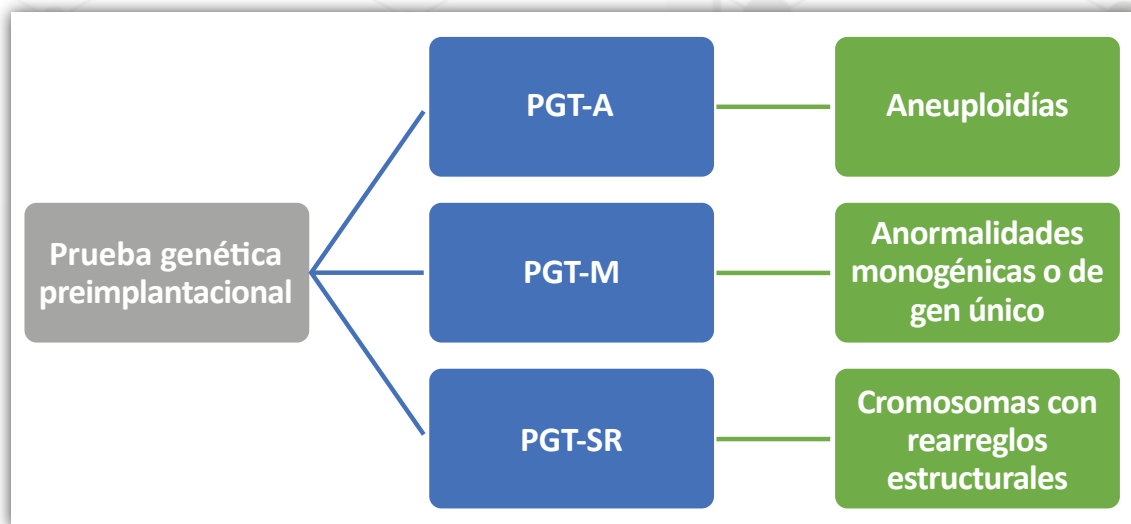 Prueba genética
preimplantacional
PGT-A
Aneuploidías
PGT-M
Anormalidades
monogénicas o de
gen único
PGT-SR
Cromosomas con
rearreglos
estructurales